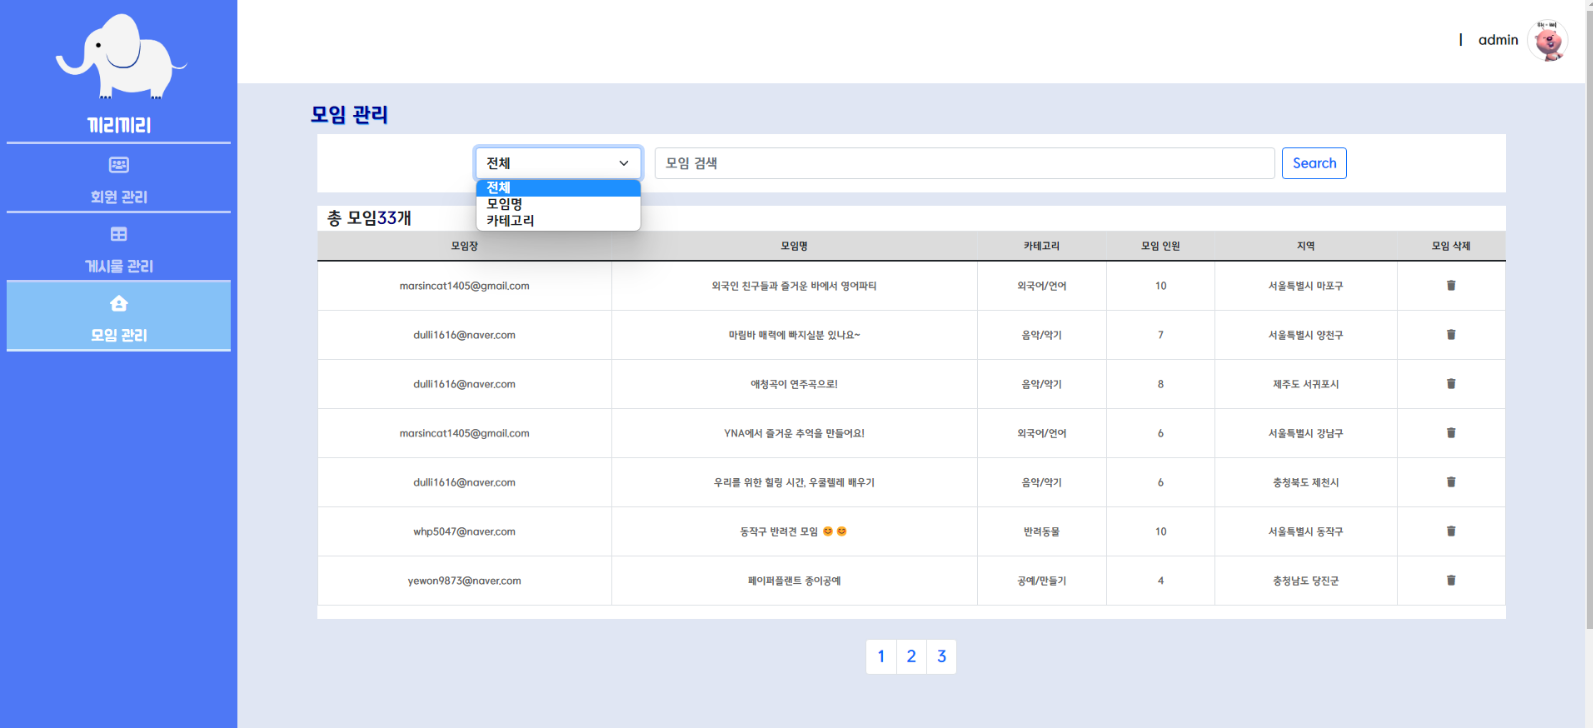 admin
끼리끼리
회원 관리
게시물 관리
모임 관리
모임 관리
전체
모임 검색
Search
전체
모임명
카테고리
총 모임33개
모임장 모임명 카테고리 모임 인원 지역 모임 삭제
marsincat1405@gmail.com 외국인 친구들과 즐거운 바에서 영어파티 외국어/언어 10 서울특별시 마포구
dulli1616@naver.com 마림바 매력에 빠지실분 있나요~ 음악/악기 7 서울특별시 양천구
dulli1616@naver.com 애청곡이 연주곡으로! 음악/악기 8 제주도 서귀포시
marsincat1405@gmail.com YNA에서 즐거운 추억을 만들어요! 외국어/언어 6 서울특별시 강남구
dulli1616@naver.com 우리를 위한 힐링 시간, 우쿨렐레 배우기 음악/악기 6 충청북도 제천시
whp5047@naver.com 동작구 반려견 모임 😊 😊 반려동물 10 서울특별시 동작구
yewon9873@naver.com 페이퍼플랜트 종이공예 공예/만들기 4 충청남도 당진군
1 2 3